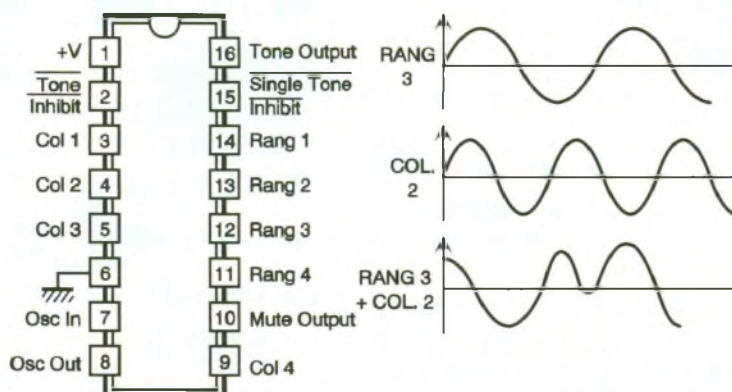 +V 1 16 Tone Output
Tone Inhibit 2 15 Single Tone Inhibit
Col 1 3 14 Rang 1
Col 2 4 13 Rang 2
Col 3 5 12 Rang 3
6 11 Rang 4
Osc In 7 10 Mute Output
Osc Out 8 9 Col 4
RANG
3
COL.
2
RANG 3
+ COL. 2